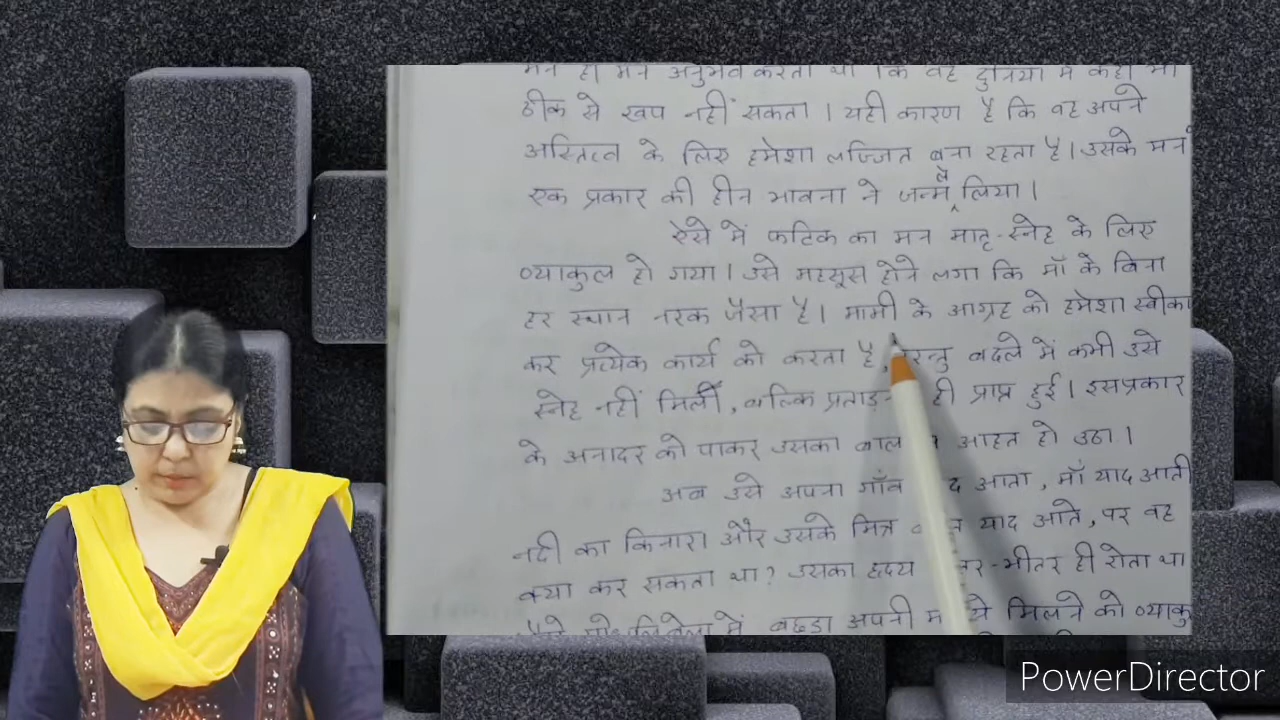 मन ही मन अनुभव करता था कि वह दुनिया में कहीं भी
ठीक से खप नहीं सकता । यही कारण है कि वह अपने
अस्तित्व के लिए हमेशा लज्जित बना रहता है । उसके मन
एक प्रकार की हीन भावना ने जन्म ले लिया ।
ऐसे में फटिक का मन मातृ-स्नेह के लिए
व्याकुल हो गया । उसे महसूस होने लगा कि माँ के बिना
हर स्थान नरक जैसा है । मामी के आग्रह को हमेशा
कर प्रत्येक कार्य को करता है, बदले में कभी उसे
स्नेह नहीं मिली, बल्कि ही प्राप्त हुई । इसप्रकार
के अनादर को पाकर उसका आहत हो उठा ।
अब उसे अपना गाँव आता, माँ याद आती
नदी का किनारा और उसके मित्र याद आते, पर वह
क्या कर सकता था ? उसका हृदय भीतर ही रोता था
बछड़ा अपनी मिलने को
PowerDirector